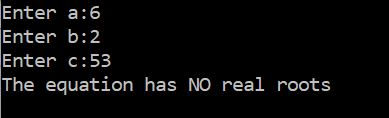 Enter a:6
Enter b:2
Enter c:53
The equation has NO real roots